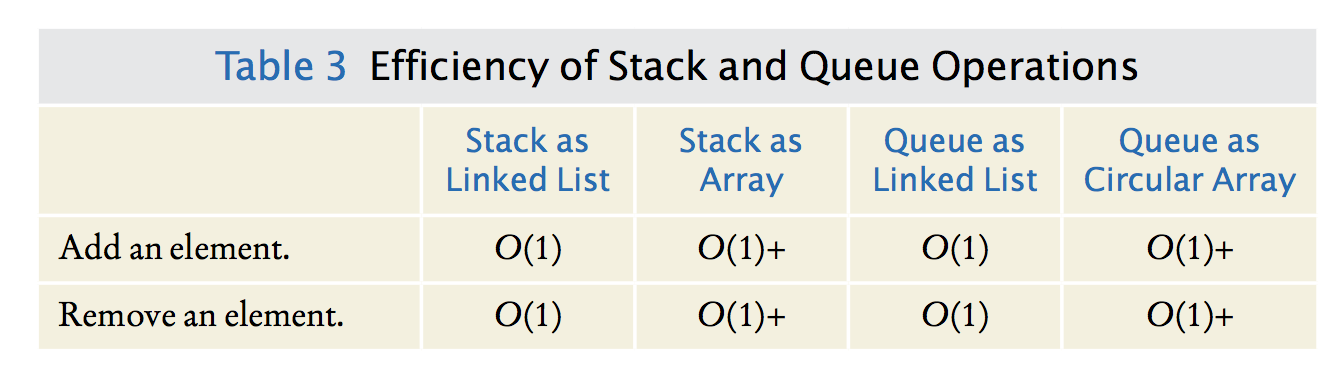 Table 3 Efficiency of Stack and Queue Operations
Stack as Linked List Stack as Array Queue as Linked List Queue as Circular Array
Add an element. O(1) O(1)+ O(1) O(1)+
Remove an element. O(1) O(1)+ O(1) O(1)+